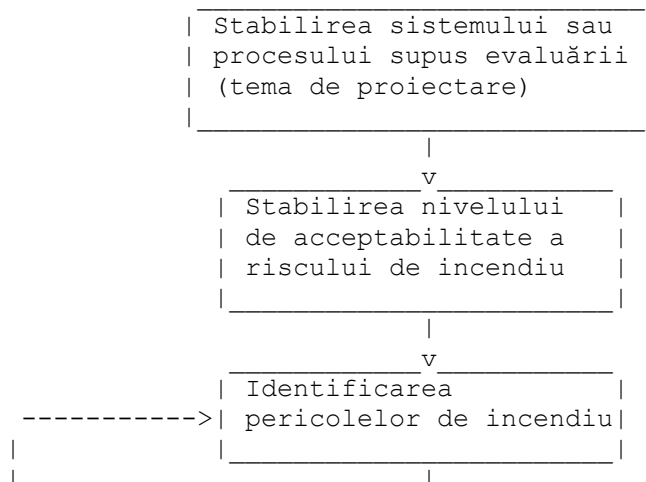 Stabilirea sistemului sau
procesului supus evaluării
(tema de proiectare)
Stabilirea nivelului
de acceptabilitate a
riscului de incendiu
Identificarea
pericolelor de incendiu